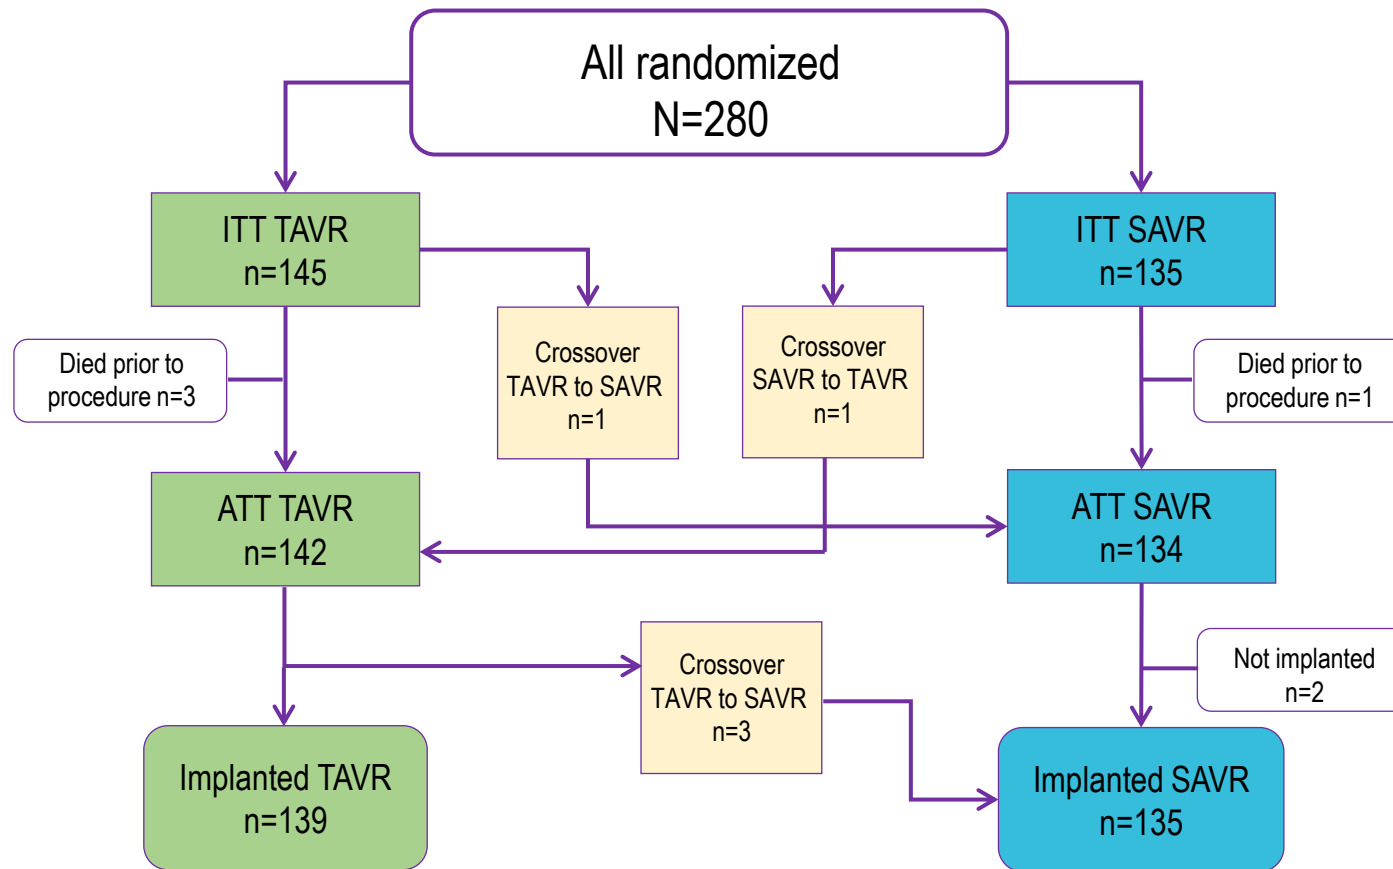 All randomized
N=280
ITT TAVR
n=145
ITT SAVR
n=135
Died prior to
procedure n=3
Crossover
TAVR to SAVR
n=1
Crossover
SAVR to TAVR
n=1
Died prior to
procedure n=1
ATT TAVR
n=142
ATT SAVR
n=134
Crossover
TAVR to SAVR
n=3
Not implanted
n=2
Implanted TAVR
n=139
Implanted SAVR
n=135